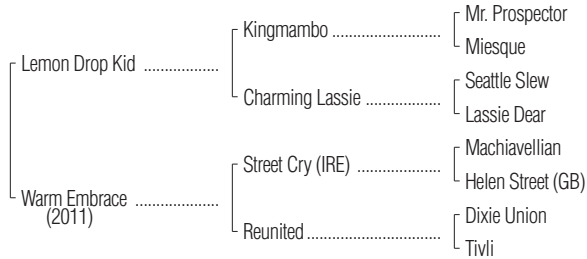 Mr. Prospector
Kingmambo ........................
Miesque
Lemon Drop Kid ..................
Seattle Slew
Charming Lassie ..................
Lassie Dear
Machiavellian
Street Cry (IRE) ....................
Helen Street (GB)
Warm Embrace ....................
(2011)
Dixie Union
Reunited ................................
Tivli